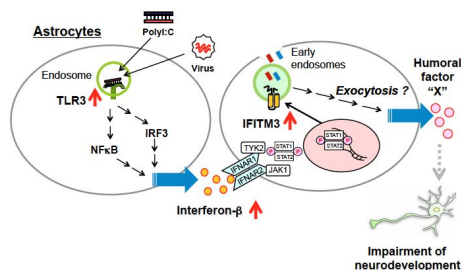 Astrocytes
PolyI:C
Virus
Endosome
TLR3
NFκB
IRF3
Interferon-β
Early
endosomes
Exocytosis ?
IFITM3
TYK2
IFNAR1
IFNAR2
JAK1
P
STAT1
STAT2
P
P
STAT1
STAT2
P
Humoral
factor
“X”
Impairment of
neurodevelopment